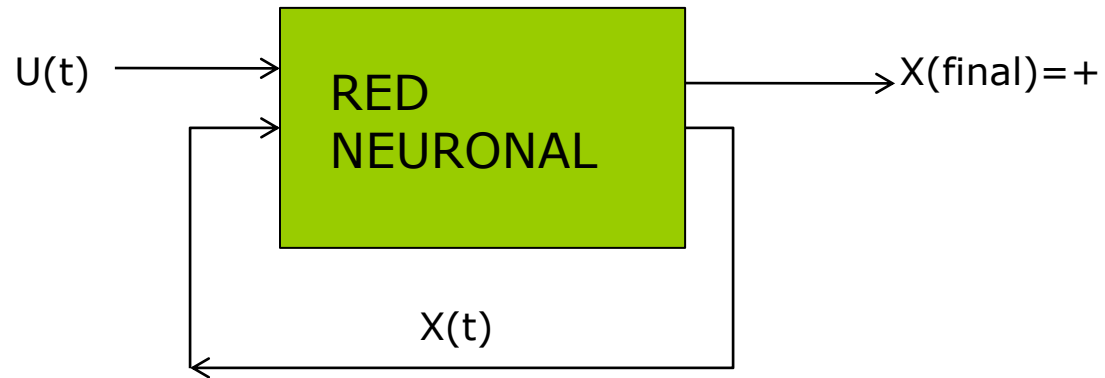 U(t)
RED
NEURONAL
X(final)=+
X(t)